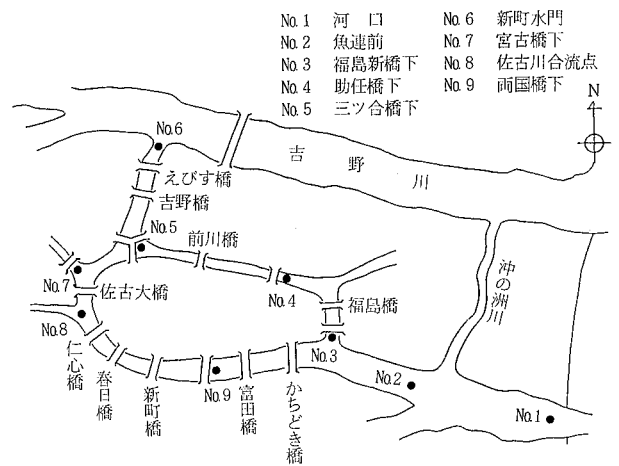 No.1 河口
No.2 魚連前
No.3 福島新橋下
No.4 助任橋下
No.5 三ツ合橋下
No.6 新町水門
No.7 宮古橋下
No.8 佐古川合流点
No.9 両国橋下
N
No.6
吉野川
えびす橋
吉野橋
No.5
前川橋
No.7
佐古大橋
No.4
福島橋
沖の洲川
No.8
仁心橋
春日橋
新町橋
No.9
富田橋
かちどき橋
No.3
No.2
No.1